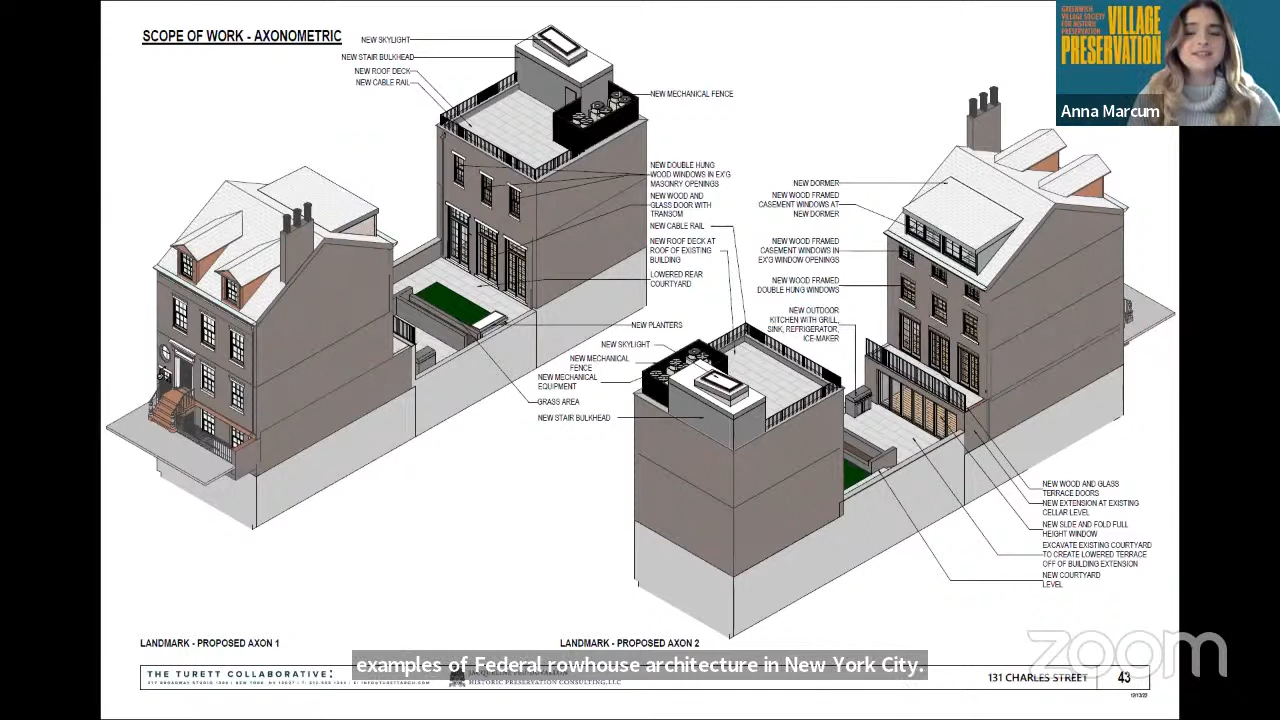 SCOPE OF WORK - AXONOMETRIC
NEW SKYLIGHT
NEW STAIR BULKHEAD
NEW ROOF DECK
NEW CABLE RAIL
NEW MECHANICAL FENCE
NEW DOUBLE HUNG
WOOD WINDOWS IN EX'G
MASONRY OPENINGS
NEW WOOD AND
GLASS DOOR WITH
TRANSOM
NEW CABLE RAIL
NEW ROOF DECK AT
ROOF OF EXISTING
BUILDING
LOWERED REAR
COURTYARD
NEW PLANTERS
NEW SKYLIGHT
NEW MECHANICAL
FENCE
NEW MECHANICAL
EQUIPMENT
GRASS AREA
NEW STAIR BULKHEAD
NEW DORMER
NEW WOOD FRAMED
CASEMENT WINDOWS AT
NEW DORMER
NEW WOOD FRAMED
CASEMENT WINDOWS IN
EX'G WINDOW OPENINGS
NEW WOOD FRAMED
DOUBLE HUNG WINDOWS
NEW OUTDOOR
KITCHEN WITH GRILL,
SINK, REFRIGERATOR,
ICE-MAKER
NEW WOOD AND GLASS
TERRACE DOORS
NEW EXTENSION AT EXISTING
CELLAR LEVEL
NEW SLDE AND FOLD FULL
HEIGHT WINDOW
EXCAVATE EXISTING COURTYARD
TO CREATE LOWERED TERRACE
OFF OF BUILDING EXTENSION
NEW COURTYARD
LEVEL
LANDMARK - PROPOSED AXON 1
LANDMARK - PROPOSED AXON 2
THE TURETT COLLABORATIVE:
HISTORIC PRESERVATION CONSULTING, LLC
131 CHARLES STREET
43
examples of Federal rowhouse architecture in New York City.
zoom
GREENWICH
VILLAGE SOCIETY
FOR HISTORIC
PRESERVATION
VILLAGE
PRESERVATION
Anna Marcum